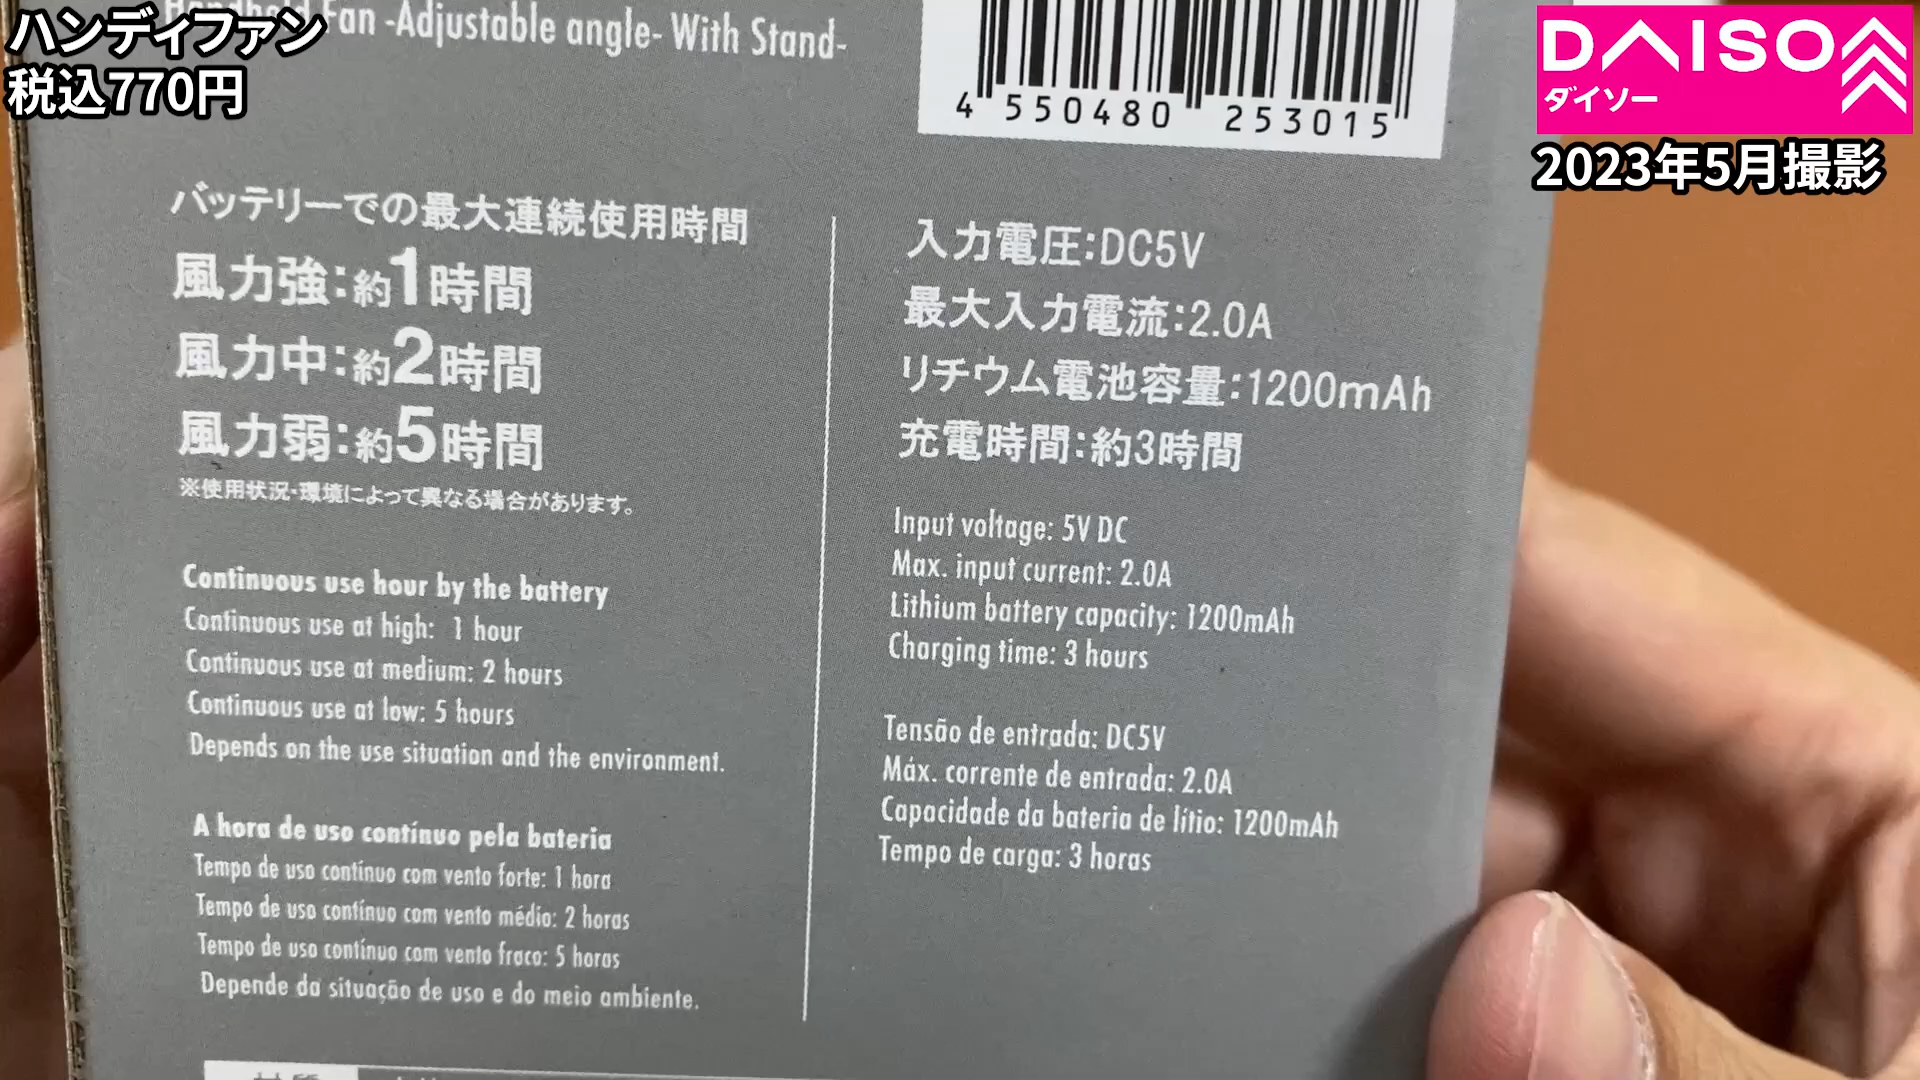 ハンディファン
税込770円
DAISO
ダイソー
2023年5月撮影
Fan -Adjustable angle- With Stand-
4 550480 253015
バッテリーでの最大連続使用時間
風力強:約1時間
風力中:約2時間
風力弱:約5時間
※使用状況・環境によって異なる場合があります。
Continuous use hour by the battery
Continuous use at high: 1 hour
Continuous use at medium: 2 hours
Continuous use at low: 5 hours
Depends on the use situation and the environment.
A hora de uso contínuo pela bateria
Tempo de uso contínuo com vento forte: 1 hora
Tempo de uso contínuo com vento médio: 2 horas
Tempo de uso contínuo com vento fraco: 5 horas
Depende da situação de uso e do meio ambiente.
入力電圧:DC5V
最大入力電流:2.0A
リチウム電池容量:1200mAh
充電時間:約3時間
Input voltage: 5V DC
Max. input current: 2.0A
Lithium battery capacity: 1200mAh
Charging time: 3 hours
Tensão de entrada: DC5V
Máx. corrente de entrada: 2.0A
Capacidade da bateria de lítio: 1200mAh
Tempo de carga: 3 horas